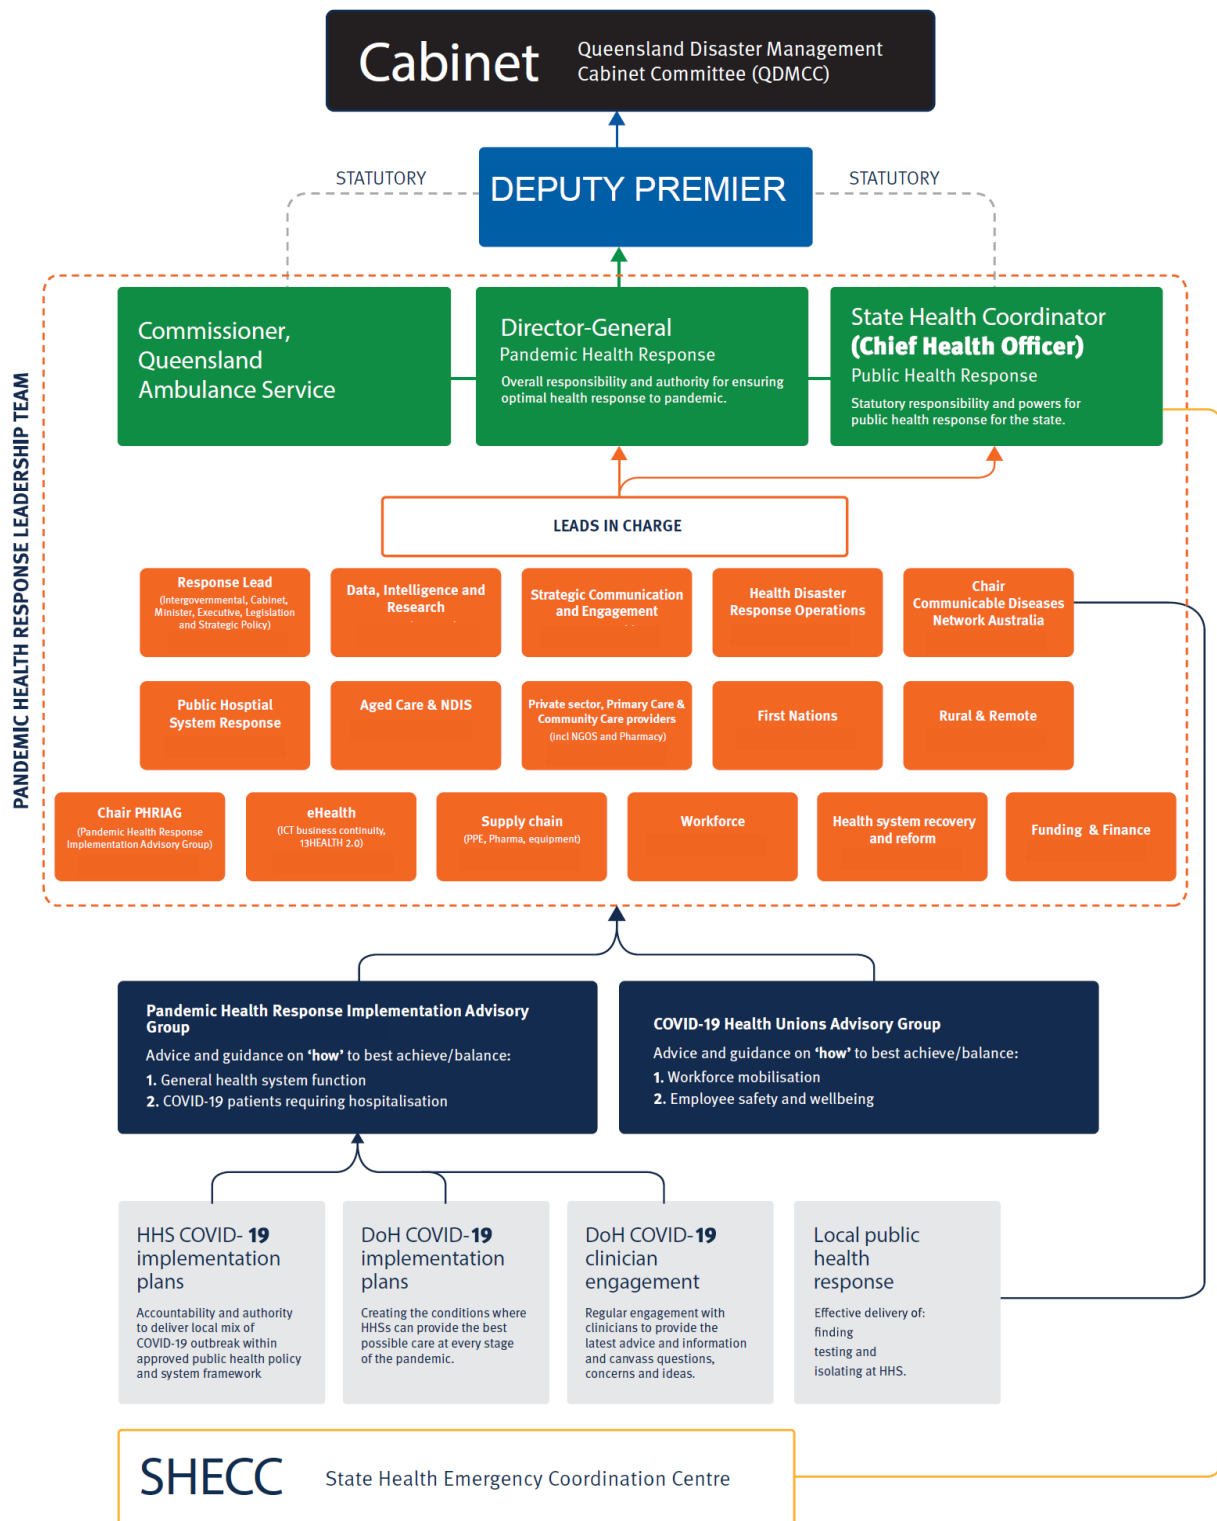 Cabinet
Queensland Disaster Management
Cabinet Committee (QDMCC)
STATUTORY
DEPUTY PREMIER
STATUTORY
PANDEMIC HEALTH RESPONSE LEADERSHIP TEAM
Commissioner,
Queensland
Ambulance Service
Director-General
Pandemic Health Response
Overall responsibility and authority for ensuring
optimal health response to pandemic.
State Health Coordinator
(Chief Health Officer)
Public Health Response
Statutory responsibility and powers for
public health response for the state.
LEADS IN CHARGE
Response Lead
(Intergovernmental, Cabinet,
Minister, Executive, Legislation
and Strategic Policy)
Data, Intelligence and
Research
Strategic Communication
and Engagement
Health Disaster
Response Operations
Chair
Communicable Diseases
Network Australia
Public Hosptial
System Response
Aged Care & NDIS
Private sector, Primary Care &
Community Care providers
(incl NGOS and Pharmacy)
First Nations
Rural & Remote
Chair PHRIAG
(Pandemic Health Response
Implementation Advisory Group)
eHealth
(ICT business continuity,
13HEALTH 2.0)
Supply chain
(PPE, Pharma, equipment)
Workforce
Health system recovery
and reform
Funding & Finance
Pandemic Health Response Implementation Advisory
Group
Advice and guidance on ‘how’ to best achieve/balance:
1. General health system function
2. COVID-19 patients requiring hospitalisation
COVID-19 Health Unions Advisory Group
Advice and guidance on ‘how’ to best achieve/balance:
1. Workforce mobilisation
2. Employee safety and wellbeing
HHS COVID- 19
implementation
plans
Accountability and authority
to deliver local mix of
COVID-19 outbreak within
approved public health policy
and system framework
DoH COVID-19
implementation
plans
Creating the conditions where
HHSs can provide the best
possible care at every stage
of the pandemic.
DoH COVID-19
clinician
engagement
Regular engagement with
clinicians to provide the
latest advice and information
and canvass questions,
concerns and ideas.
Local public
health
response
Effective delivery of:
finding
testing and
isolating at HHS.
SHECC
State Health Emergency Coordination Centre